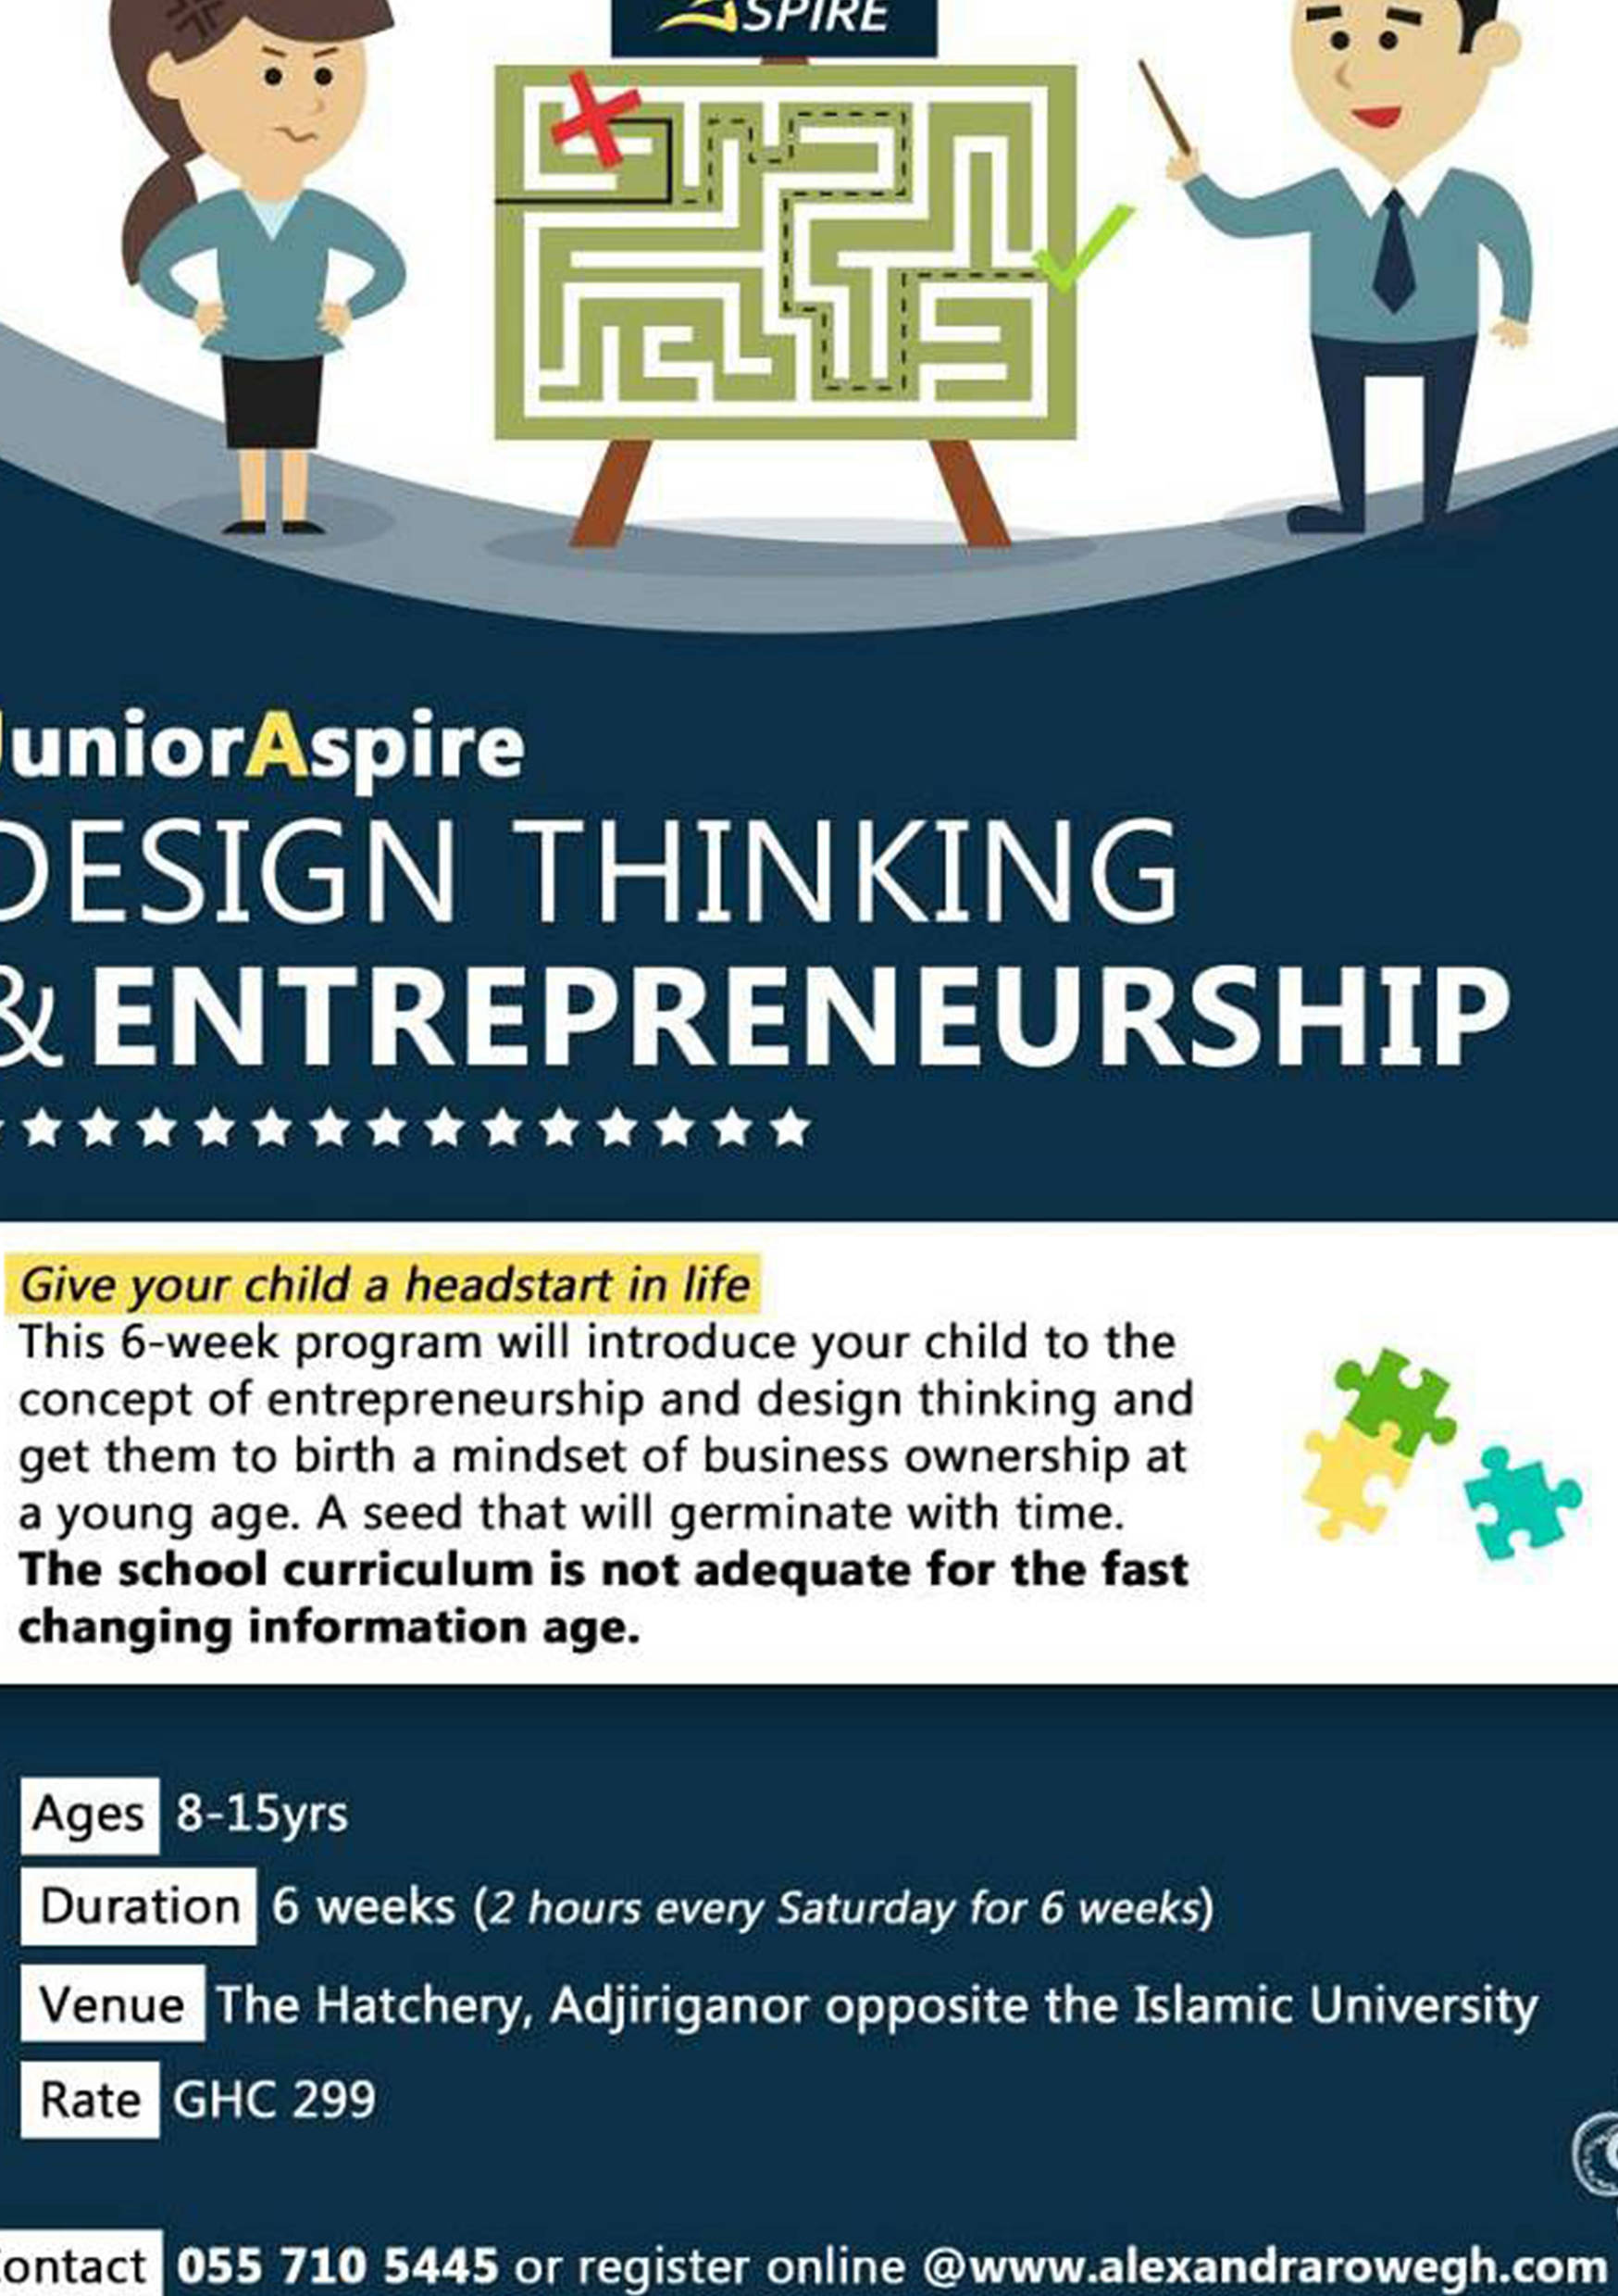 SPIRE
JuniorAspire
DESIGN THINKING
& ENTREPRENEURSHIP
Give your child a headstart in life
This 6-week program will introduce your child to the
concept of entrepreneurship and design thinking and
get them to birth a mindset of business ownership at
a young age. A seed that will germinate with time.
The school curriculum is not adequate for the fast
changing information age.
Ages 8-15yrs
Duration 6 weeks (2 hours every Saturday for 6 weeks)
Venue The Hatchery, Adjiriganor opposite the Islamic University
Rate GHC 299
ontact 055 710 5445 or register online @www.alexandrarowegh.com